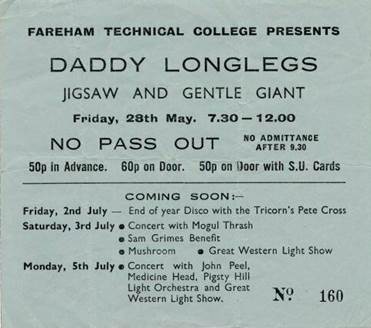 FAREHAM TECHNICAL COLLEGE PRESENTS
DADDY LONGLEGS
JIGSAW AND GENTLE GIANT
Friday, 28th May. 7.30 - 12.00
NO PASS OUT NO ADMITTANCE AFTER 9.30
50p in Advance. 60p on Door. 50p on Door with S.U. Cards
COMING SOON:-
Friday, 2nd July — End of year Disco with the Tricorn's Pete Cross
Saturday, 3rd July ● Concert with Mogul Thrash
● Sam Grimes Benefit
● Mushroom ● Great Western Light Show
Monday, 5th July ● Concert with John Peel,
Medicine Head, Pigsty Hill
Light Orchestra and Great
Western Light Show.
No. 160